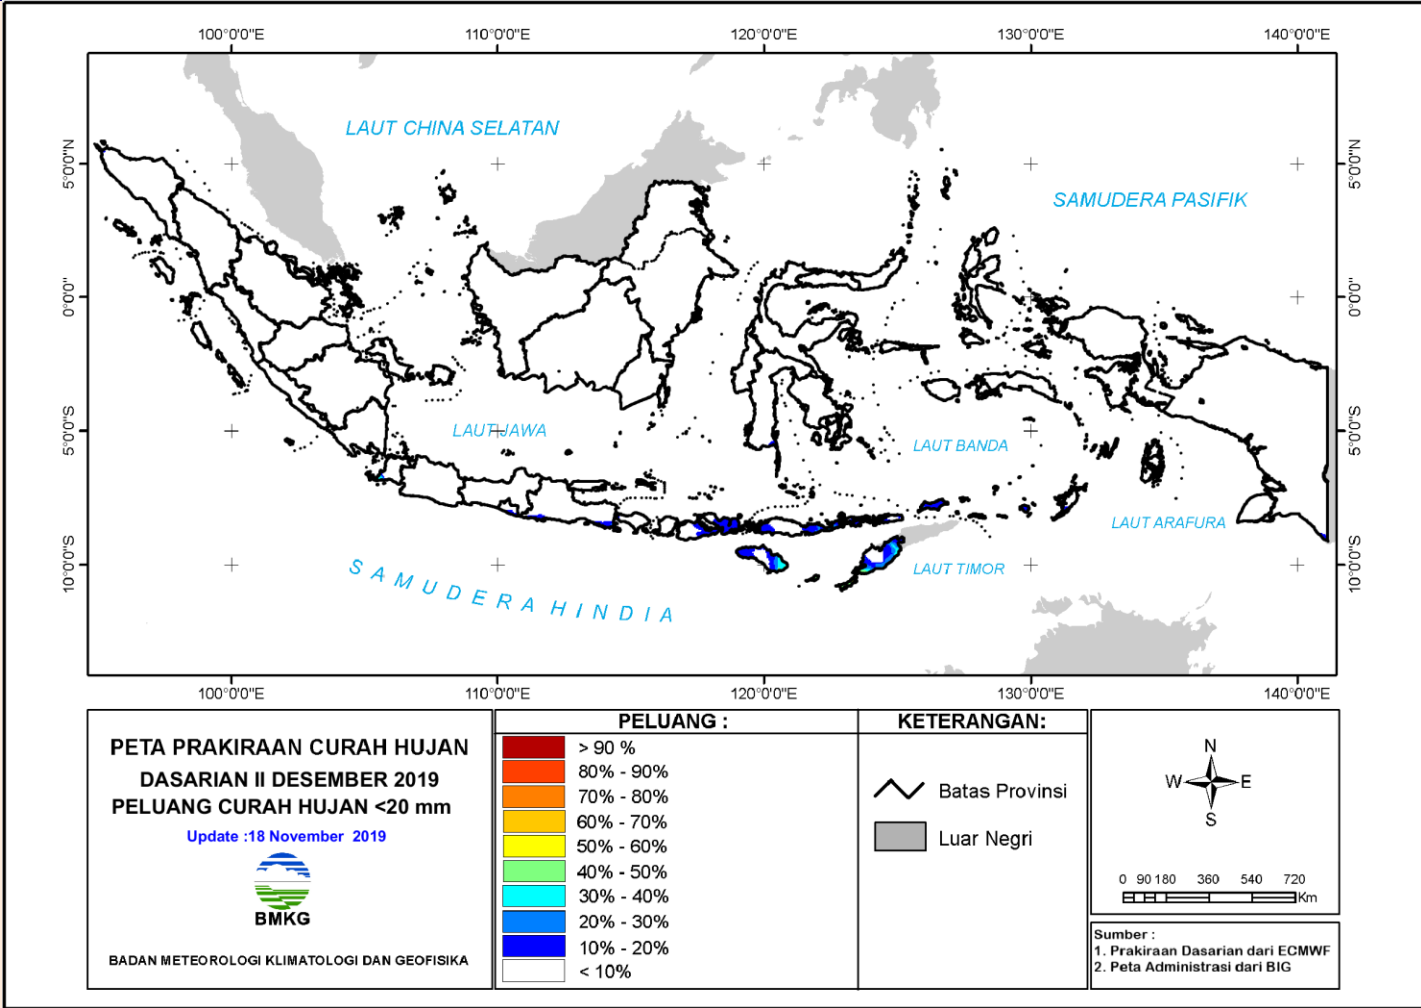 100°0'0"E 110°0'0"E 120°0'0"E 130°0'0"E 140°0'0"E
5°0'0"N
0°0'0"
5°0'0"S
10°0'0"S
LAUT CHINA SELATAN
SAMUDERA PASIFIK
LAUT JAWA
LAUT BANDA
LAUT ARAFURA
LAUT TIMOR
SAMUDERA HINDIA
5°0'0"N
0°0'0"
5°0'0"S
10°0'0"S
100°0'0"E 110°0'0"E 120°0'0"E 130°0'0"E 140°0'0"E
PETA PRAKIRAAN CURAH HUJAN
DASARIAN II DESEMBER 2019
PELUANG CURAH HUJAN <20 mm
Update :18 November 2019
BMKG
BADAN METEOROLOGI KLIMATOLOGI DAN GEOFISIKA
PELUANG :
> 90 %
80% - 90%
70% - 80%
60% - 70%
50% - 60%
40% - 50%
30% - 40%
20% - 30%
10% - 20%
< 10%
KETERANGAN:
Batas Provinsi
Luar Negri
N
W E
S
0 90 180 360 540 720
Km
Sumber :
1. Prakiraan Dasarian dari ECMWF
2. Peta Administrasi dari BIG